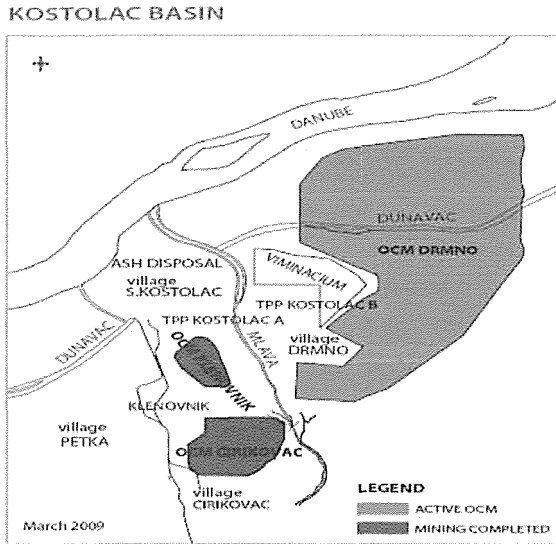 KOSTOLAC BASIN
DANUBE
DUNAVAC
OCM DRMNO
ASH DISPOSAL
VIMINACIUM
village
S.KOSTOLAC
TPP KOSTOLAC B
TPP KOSTOLAC A
MLAVA
village
DRMNO
DUNAVAC
KLENOVNIK
village
PETKA
OCM CIRIKOVAC
village
CIRIKOVAC
LEGEND
ACTIVE OCM
MINING COMPLETED
March 2009